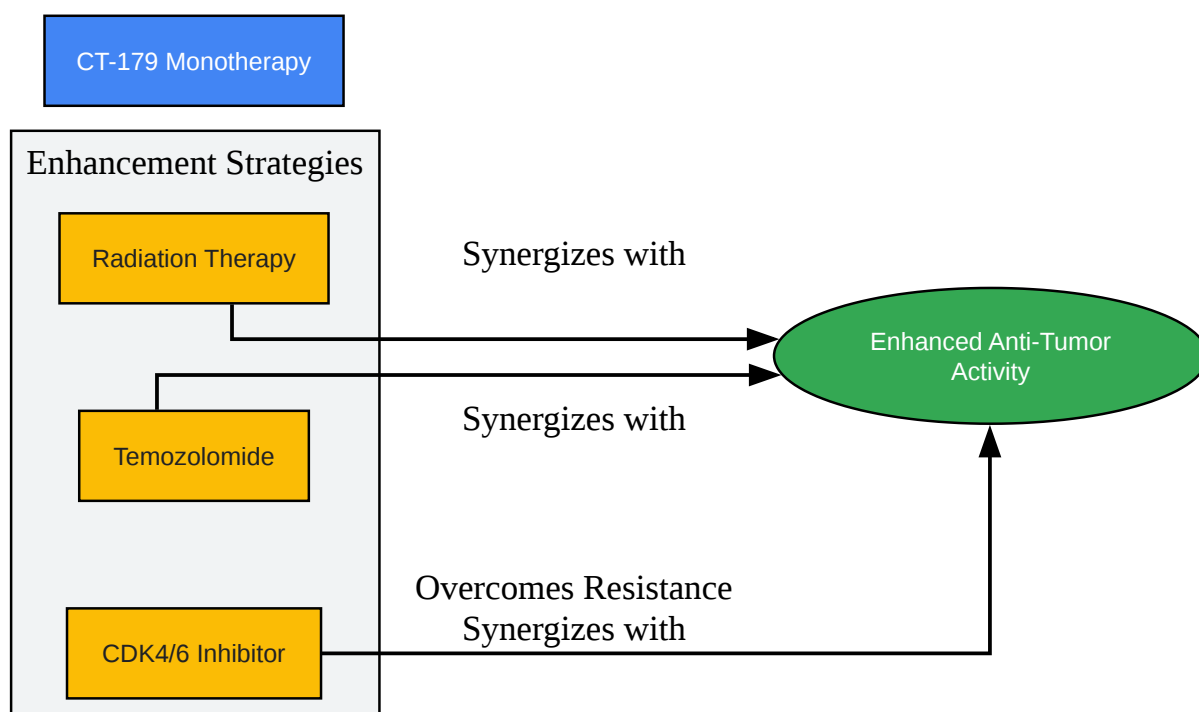 CT-179 Monotherapy
Enhancement Strategies
Radiation Therapy
Synergizes with
Enhanced Anti-Tumor
Activity
Synergizes with
Temozolomide
Overcomes Resistance
Synergizes with
CDK4/6 Inhibitor